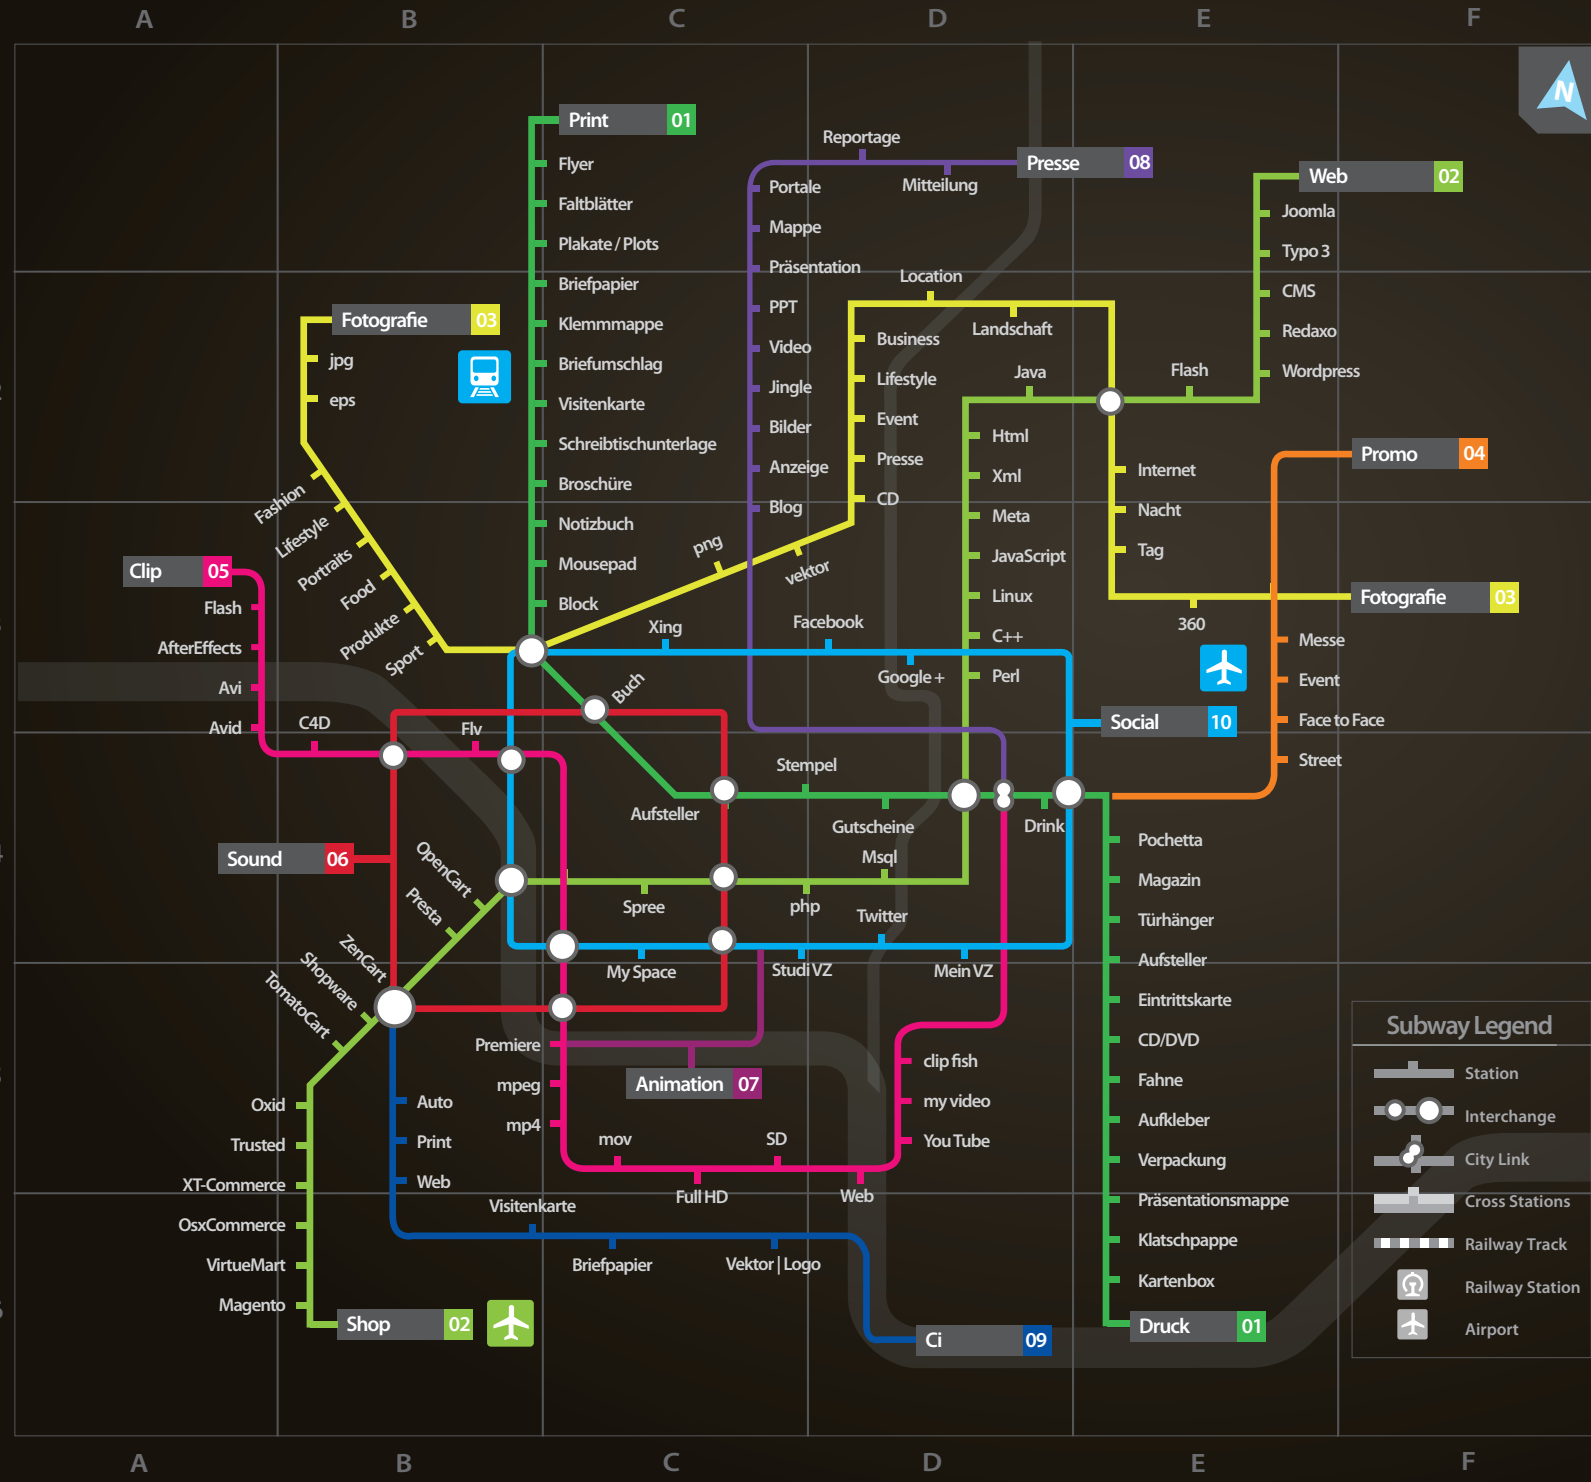 A B C D E F
N
Print 01
Flyer
Faltblätter
Plakate / Plots
Briefpapier
Klemmmappe
Briefumschlag
Visitenkarte
Schreibtischunterlage
Broschüre
Notizbuch
Mousepad
Block
Buch
Aufsteller
Stempel
Gutscheine
Drink
Reportage
Mitteilung
Presse 08
Portale
Mappe
Präsentation
PPT
Video
Jingle
Bilder
Anzeige
Blog
Web 02
Joomla
Typo 3
CMS
Redaxo
Wordpress
Flash
Java
Html
Xml
Meta
JavaScript
Linux
C++
Perl
Msql
php
Spree
Location
Landschaft
Business
Lifestyle
Event
Presse
CD
vektor
png
Internet
Nacht
Tag
360
Fotografie 03
Fotografie 03
jpg
eps
Fashion
Lifestyle
Portraits
Food
Produkte
Sport
Promo 04
Messe
Event
Face to Face
Street
Clip 05
Flash
AfterEffects
Avi
Avid
C4D
Flv
Xing
Facebook
Google +
Social 10
Twitter
My Space
Studi VZ
Mein VZ
Sound 06
OpenCart
Presta
ZenCart
Shopware
TomatoCart
Oxid
Trusted
XT-Commerce
OsxCommerce
VirtueMart
Magento
Shop 02
Auto
Print
Web
Visitenkarte
Briefpapier
Vektor | Logo
Ci 09
Premiere
mpeg
mp4
Animation 07
mov
Full HD
SD
Web
clip fish
my video
You Tube
Pochetta
Magazin
Türhänger
Aufsteller
Eintrittskarte
CD/DVD
Fahne
Aufkleber
Verpackung
Präsentationsmappe
Klatschpappe
Kartenbox
Druck 01
Subway Legend
Station
Interchange
City Link
Cross Stations
Railway Track
Railway Station
Airport
A B C D E F